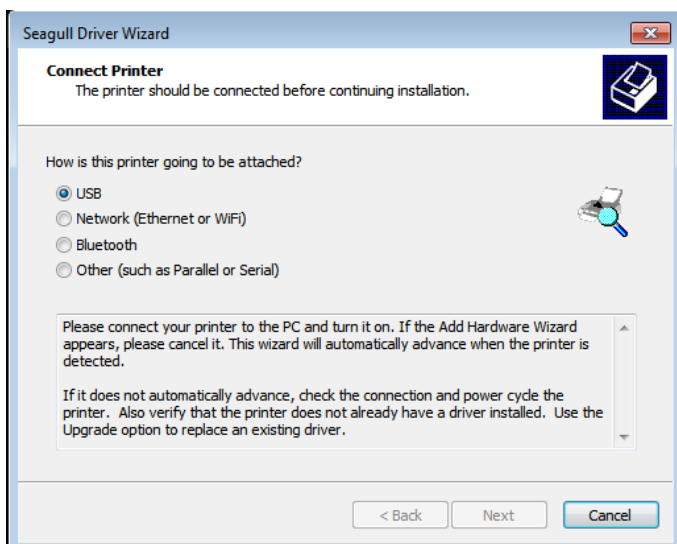 Seagull Driver Wizard
Connect Printer
The printer should be connected before continuing installation.
How is this printer going to be attached?
USB
Network (Ethernet or WiFi)
Bluetooth
Other (such as Parallel or Serial)
Please connect your printer to the PC and turn it on. If the Add Hardware Wizard
appears, please cancel it. This wizard will automatically advance when the printer is
detected.
If it does not automatically advance, check the connection and power cycle the
printer.  Also verify that the printer does not already have a driver installed.  Use the
Upgrade option to replace an existing driver.
< Back
Next
Cancel